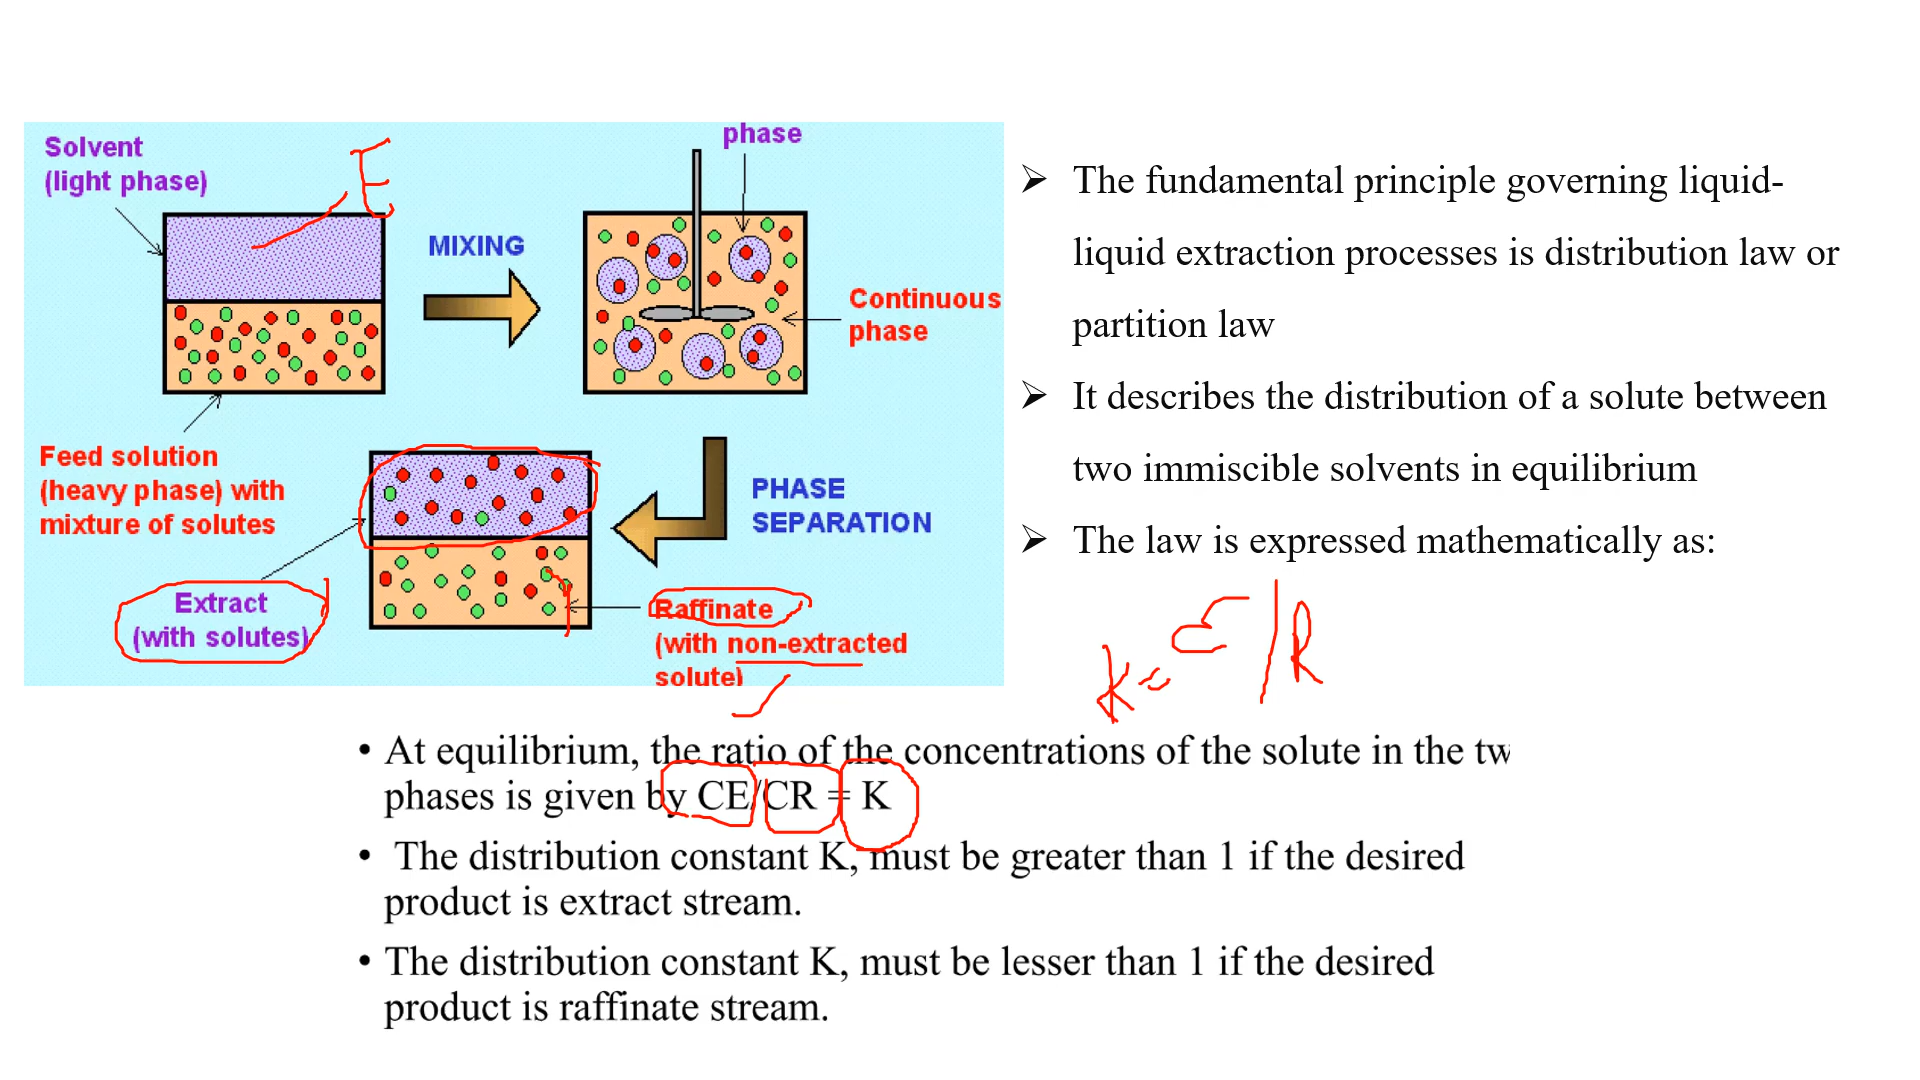 Solvent
(light phase)
E
MIXING
phase
Continuous
phase
Feed solution
(heavy phase) with
mixture of solutes
PHASE
SEPARATION
Extract
(with solutes)
Raffinate
(with non-extracted
solute)
➢ The fundamental principle governing liquid-
liquid extraction processes is distribution law or
partition law
➢ It describes the distribution of a solute between
two immiscible solvents in equilibrium
➢ The law is expressed mathematically as:
K = E/R
• At equilibrium, the ratio of the concentrations of the solute in the tw
phases is given by CE/CR = K
• The distribution constant K, must be greater than 1 if the desired
product is extract stream.
• The distribution constant K, must be lesser than 1 if the desired
product is raffinate stream.